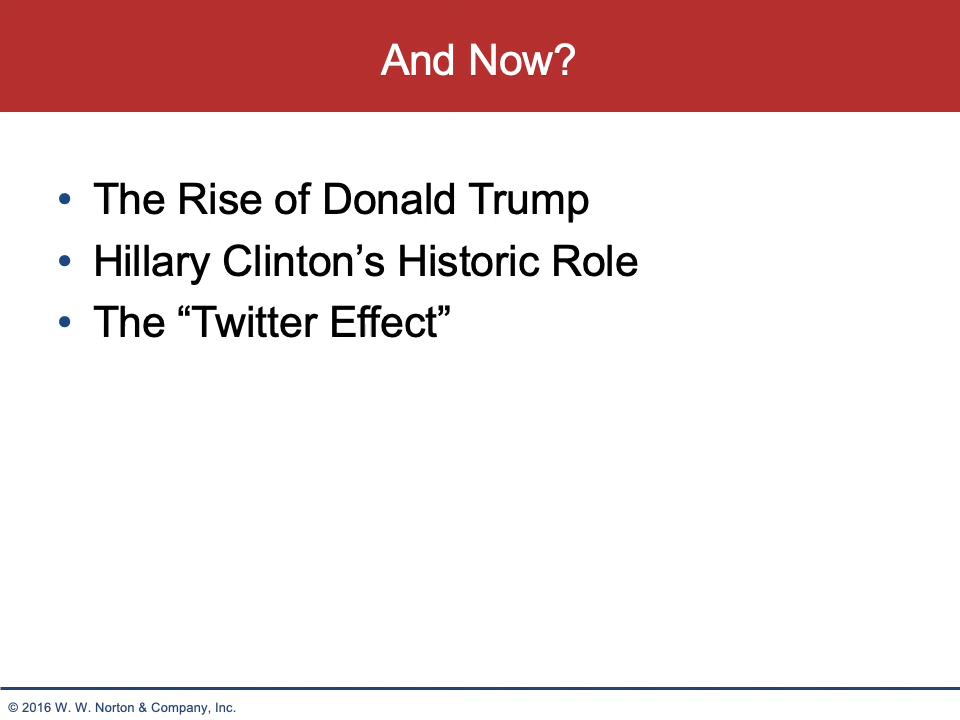 And Now?
• The Rise of Donald Trump
• Hillary Clinton’s Historic Role
• The “Twitter Effect”
© 2016 W. W. Norton & Company, Inc.